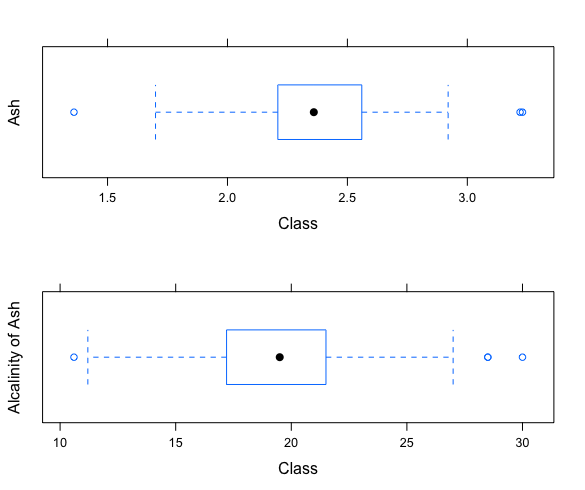 Ash
1.5 2.0 2.5 3.0
Class
Alcalinity of Ash
10 15 20 25 30
Class